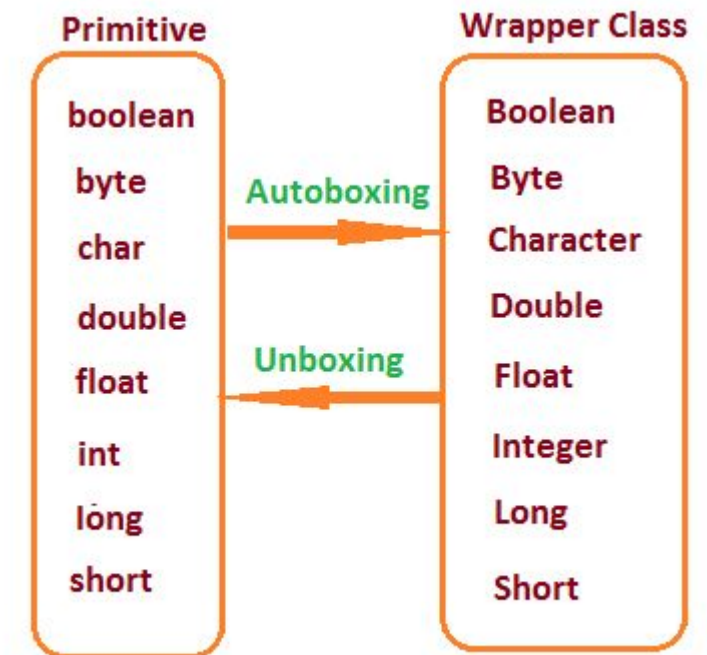 Primitive
boolean
byte
char
double
float
int
long
short
Autoboxing
Unboxing
Wrapper Class
Boolean
Byte
Character
Double
Float
Integer
Long
Short